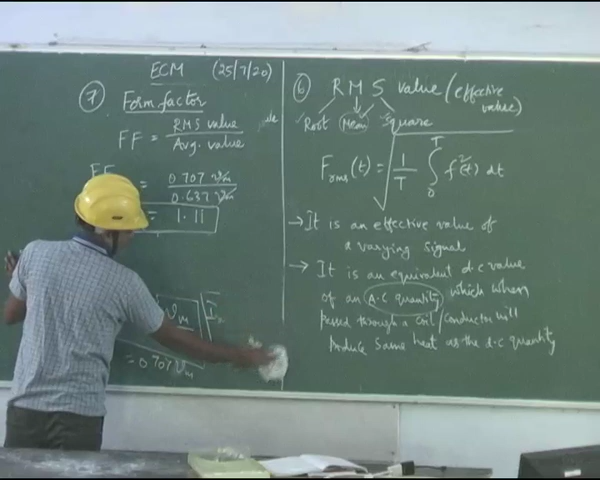 ECM (25/7/20)
⑦ Form factor
FF = RMS value / Avg. value
= 0.707 Vm / 0.637 Vm
= 1.11
Vm
= 0.707 Vm
⑥ RMS value (effective value)
Root Mean Square
Frms(t) = √ 1/T ∫₀ᵀ f²(t) dt
→ It is an effective value of
a varying signal
→ It is an equivalent d.c value
of an A.C quantity which when
passed through a coil/conductor will
produce same heat as the d.c quantity